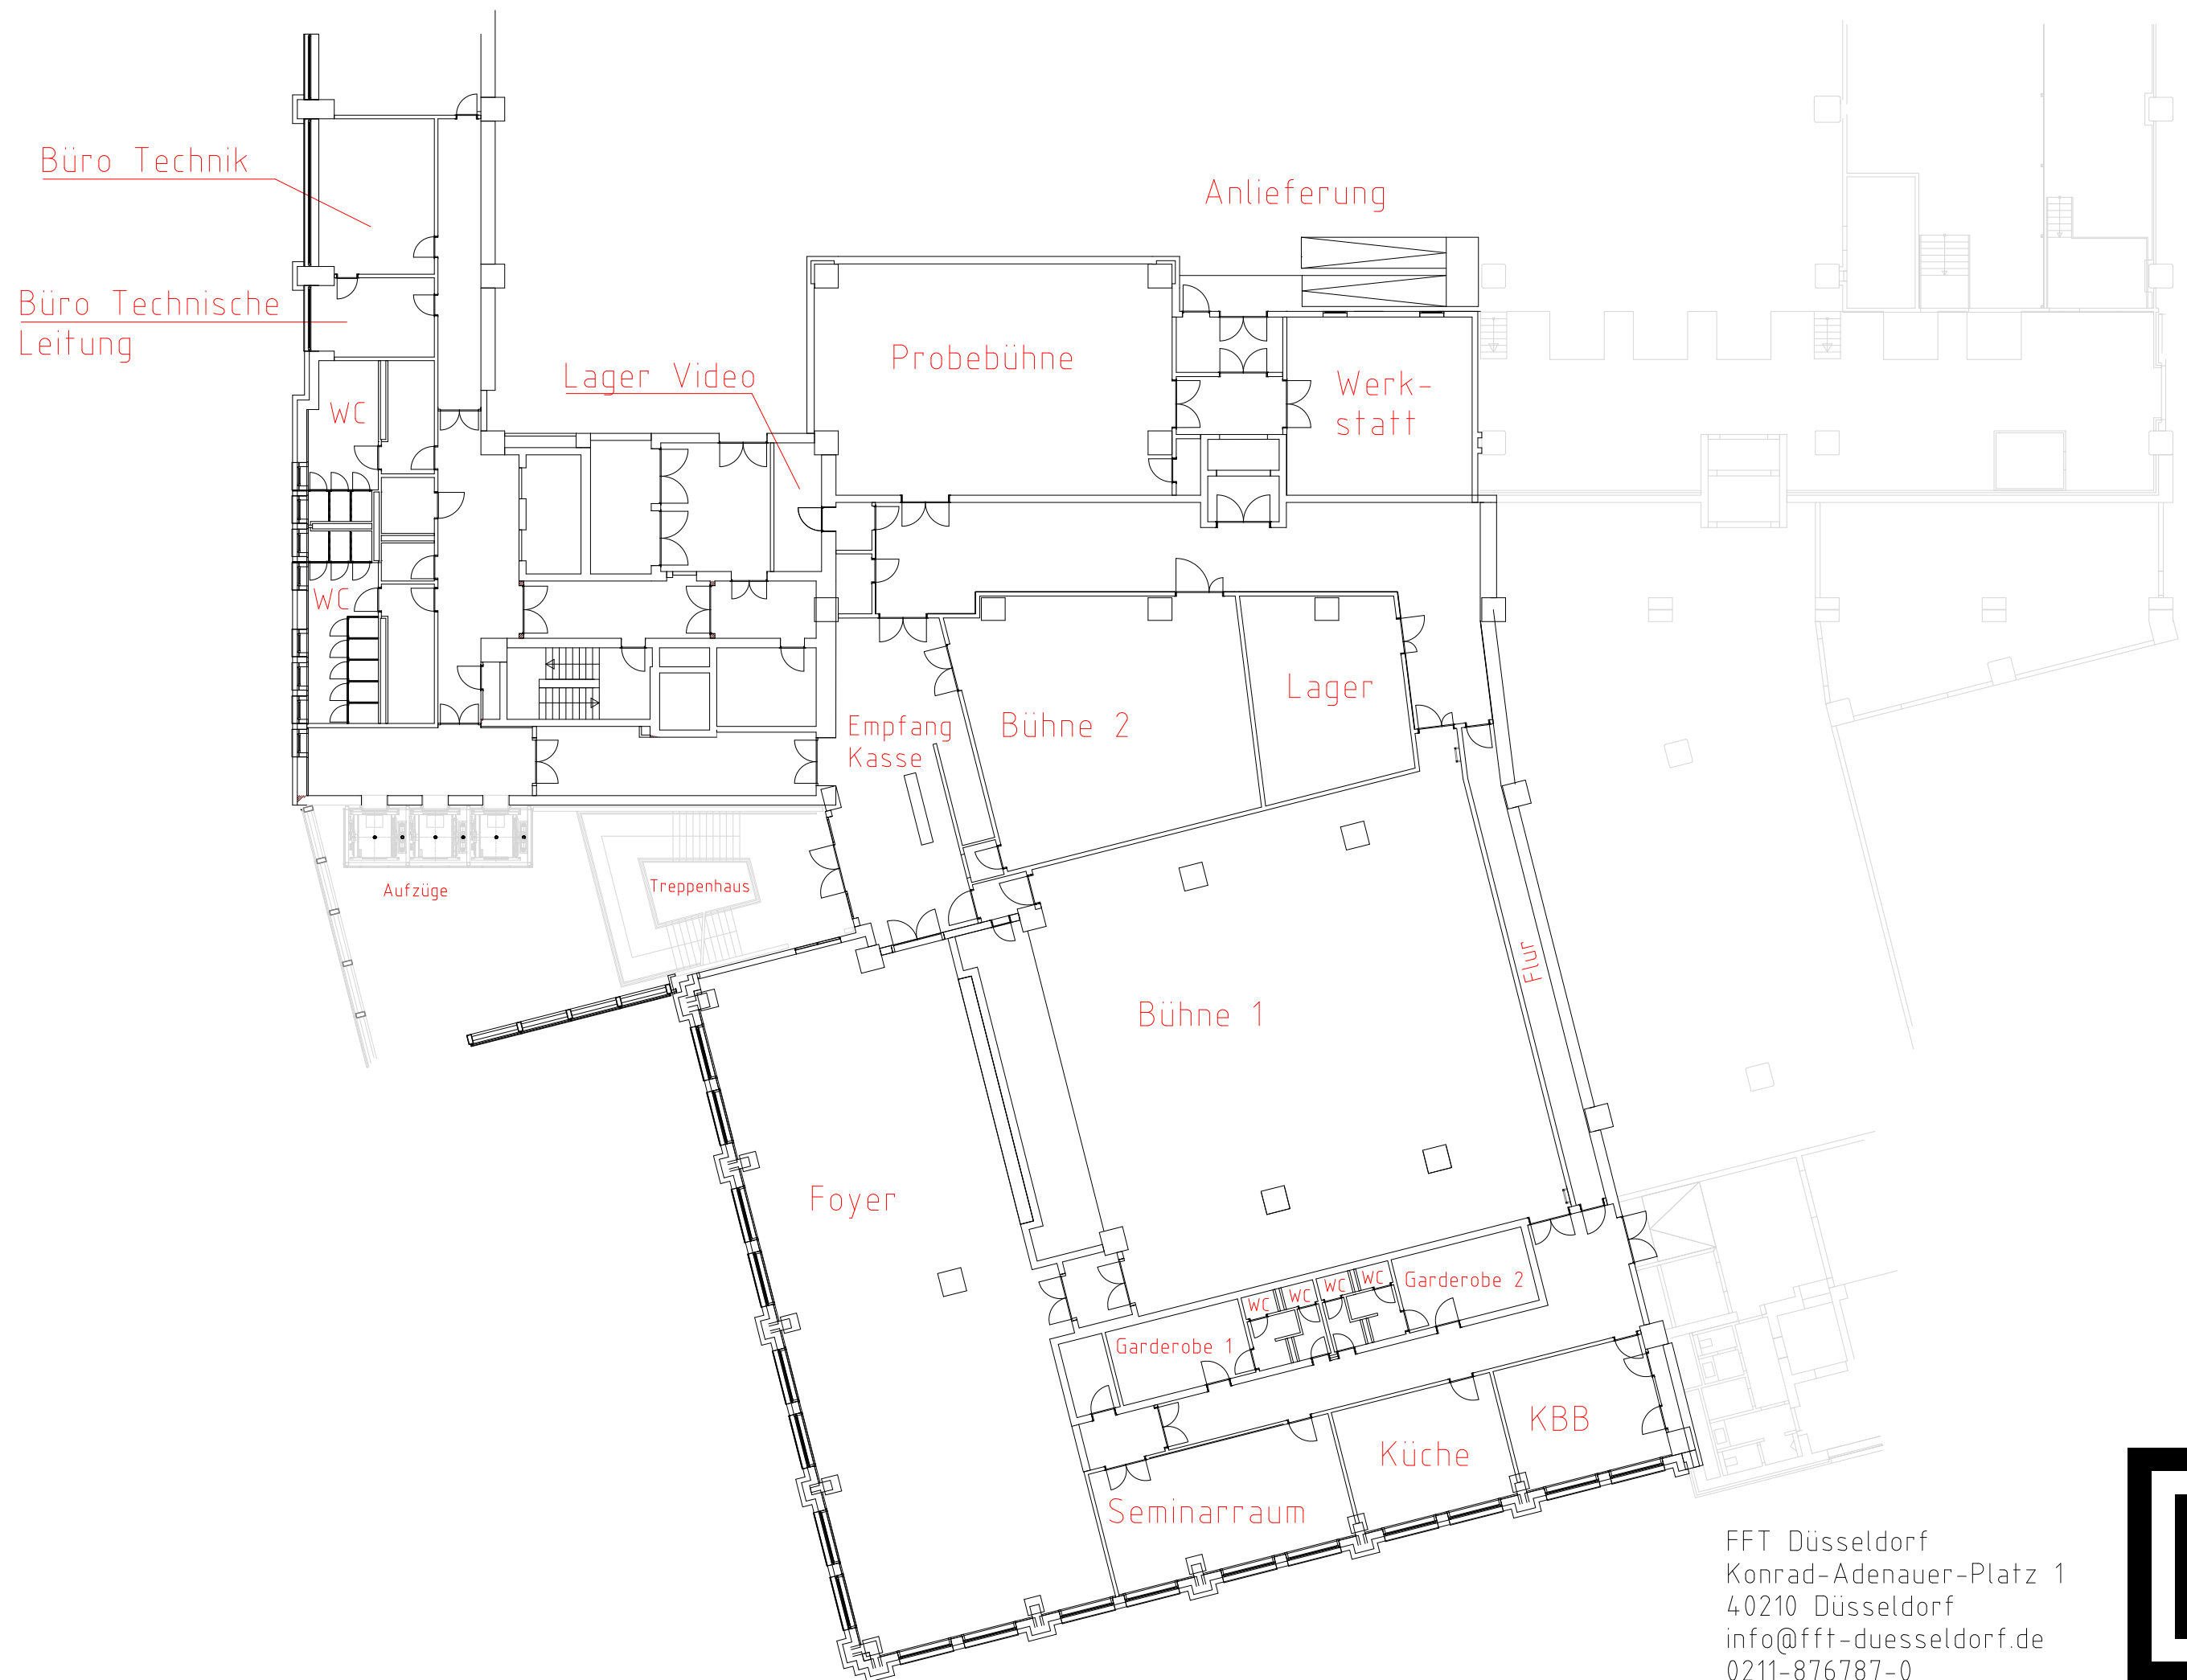 Büro Technik
Anlieferung
Büro Technische
Leitung
Probebühne
Lager Video
Werk-
statt
WC
WC
Lager
Empfang
Kasse
Bühne 2
Aufzüge
Treppenhaus
Flur
Bühne 1
Foyer
WC
WC
WC
WC
Garderobe 2
Garderobe 1
KBB
Küche
Seminarraum
FFT Düsseldorf
Konrad-Adenauer-Platz 1
40210 Düsseldorf
info@fft-duesseldorf.de
0211-876787-0